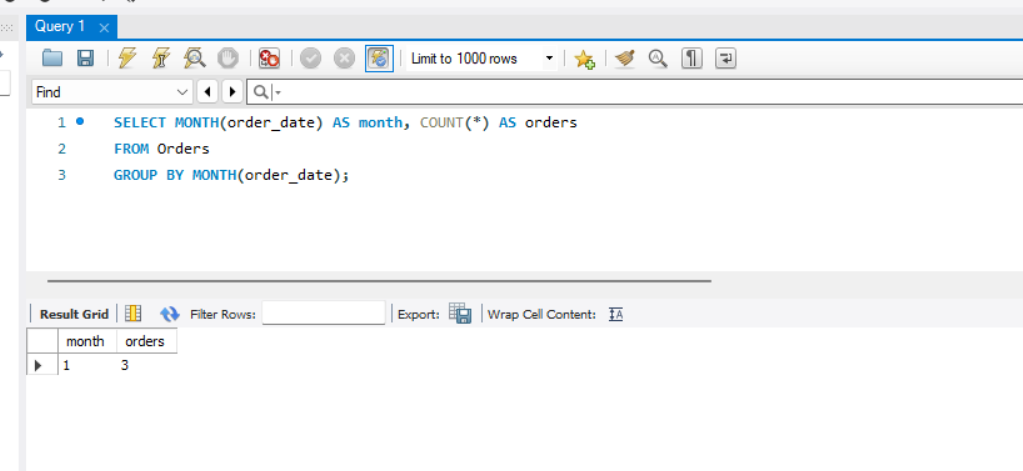 Query 1
Limit to 1000 rows
Find
1 SELECT MONTH(order_date) AS month, COUNT(*) AS orders
2 FROM Orders
3 GROUP BY MONTH(order_date);
Result Grid Filter Rows: Export: Wrap Cell Content:
month orders
1 3